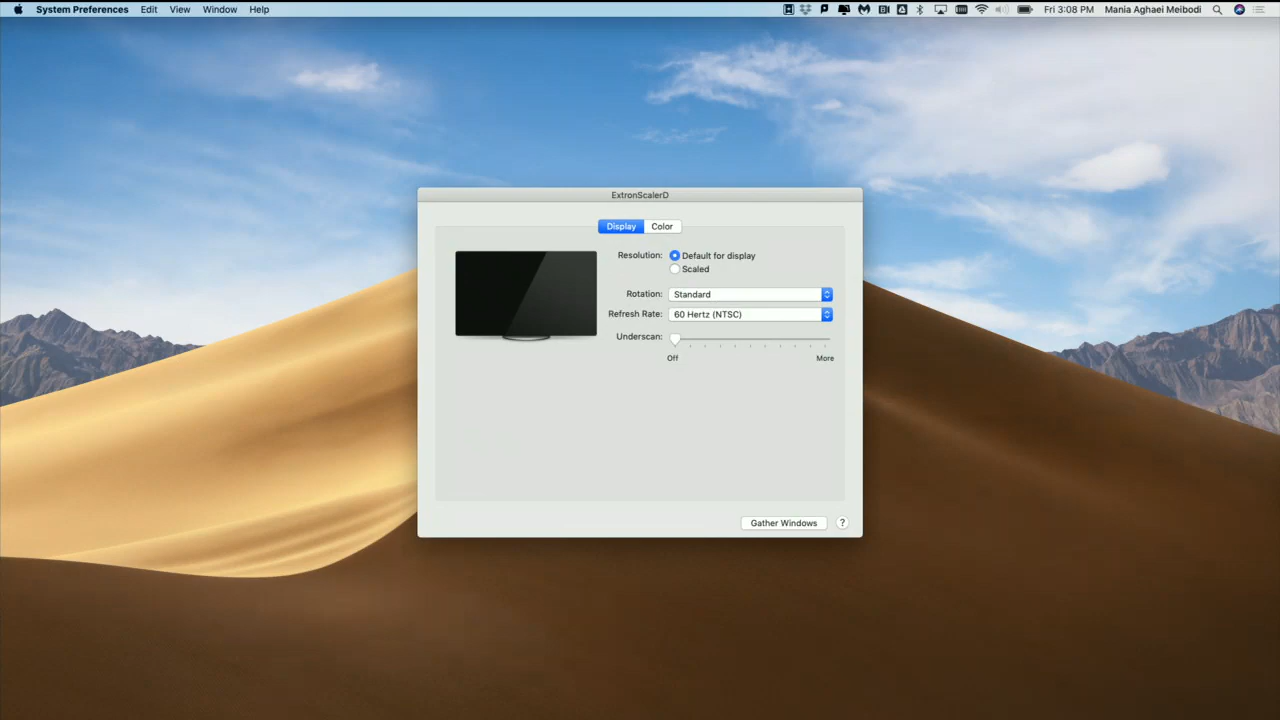 System Preferences Edit View Window Help Fri 3:08 PM Mania Aghaei Meibodi
ExtronScalerD
Display Color
Resolution: Default for display
Scaled
Rotation: Standard
Refresh Rate: 60 Hertz (NTSC)
Underscan:
Off More
Gather Windows ?